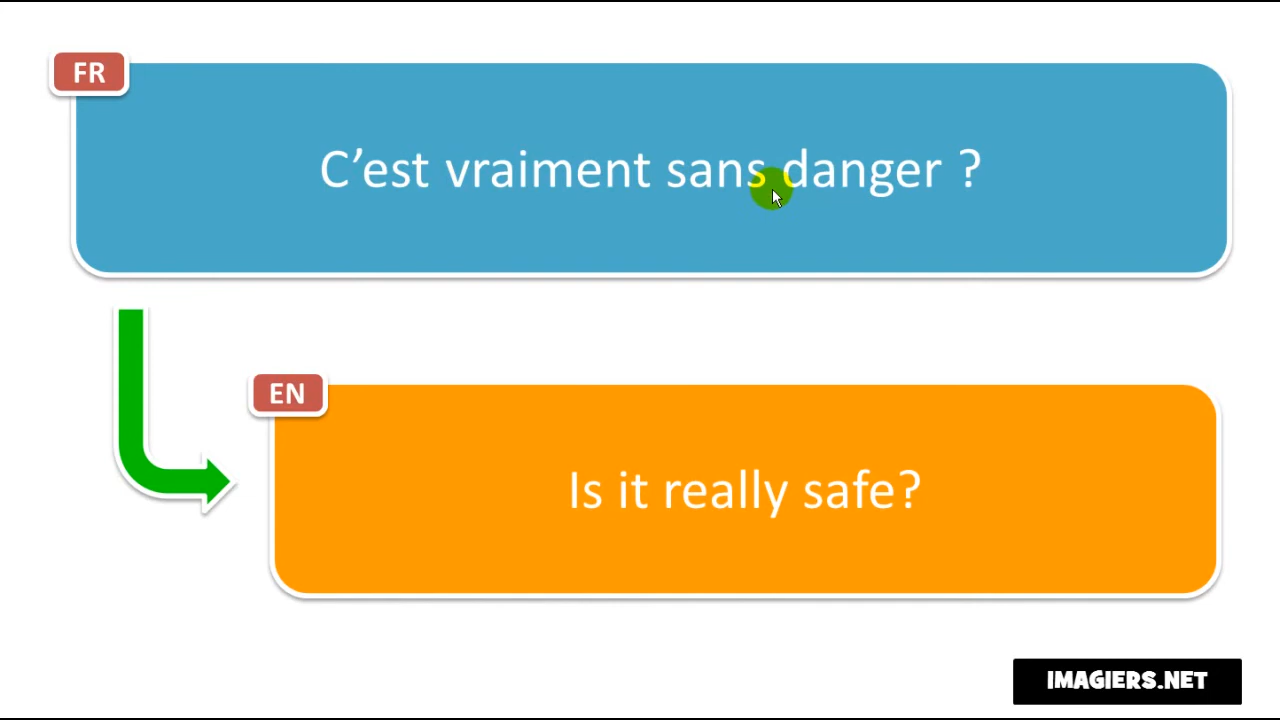 FR
C’est vraiment sans danger ?
EN
Is it really safe?
IMAGIERS.NET